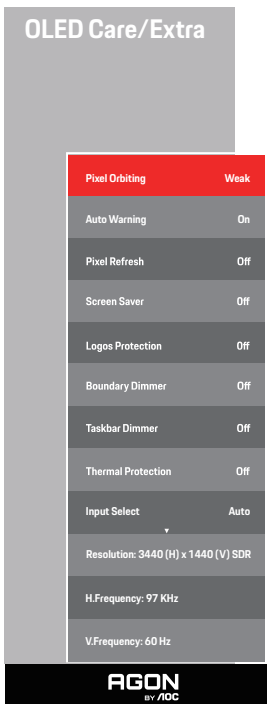 OLED Care/Extra
Pixel Orbiting Weak
Auto Warning On
Pixel Refresh Off
Screen Saver Off
Logos Protection Off
Boundary Dimmer Off
Taskbar Dimmer Off
Thermal Protection Off
Input Select Auto
Resolution: 3440 (H) x 1440 (V) SDR
H.Frequency: 97 KHz
V.Frequency: 60 Hz
AGON
BY AOC